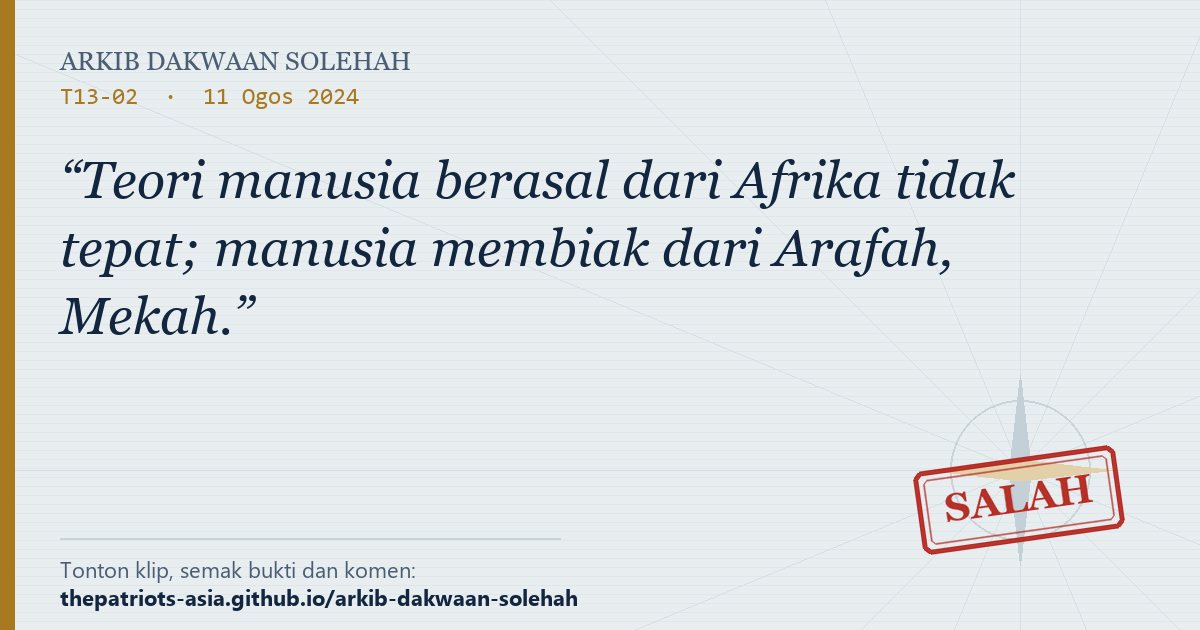 ARKIB DAKWAAN SOLEHAH
T13-02 · 11 Ogos 2024
“Teori manusia berasal dari Afrika tidak
tepat; manusia membiak dari Arafah,
Mekah.”
SALAH
Tonton klip, semak bukti dan komen:
thepatriots-asia.github.io/arkib-dakwaan-solehah